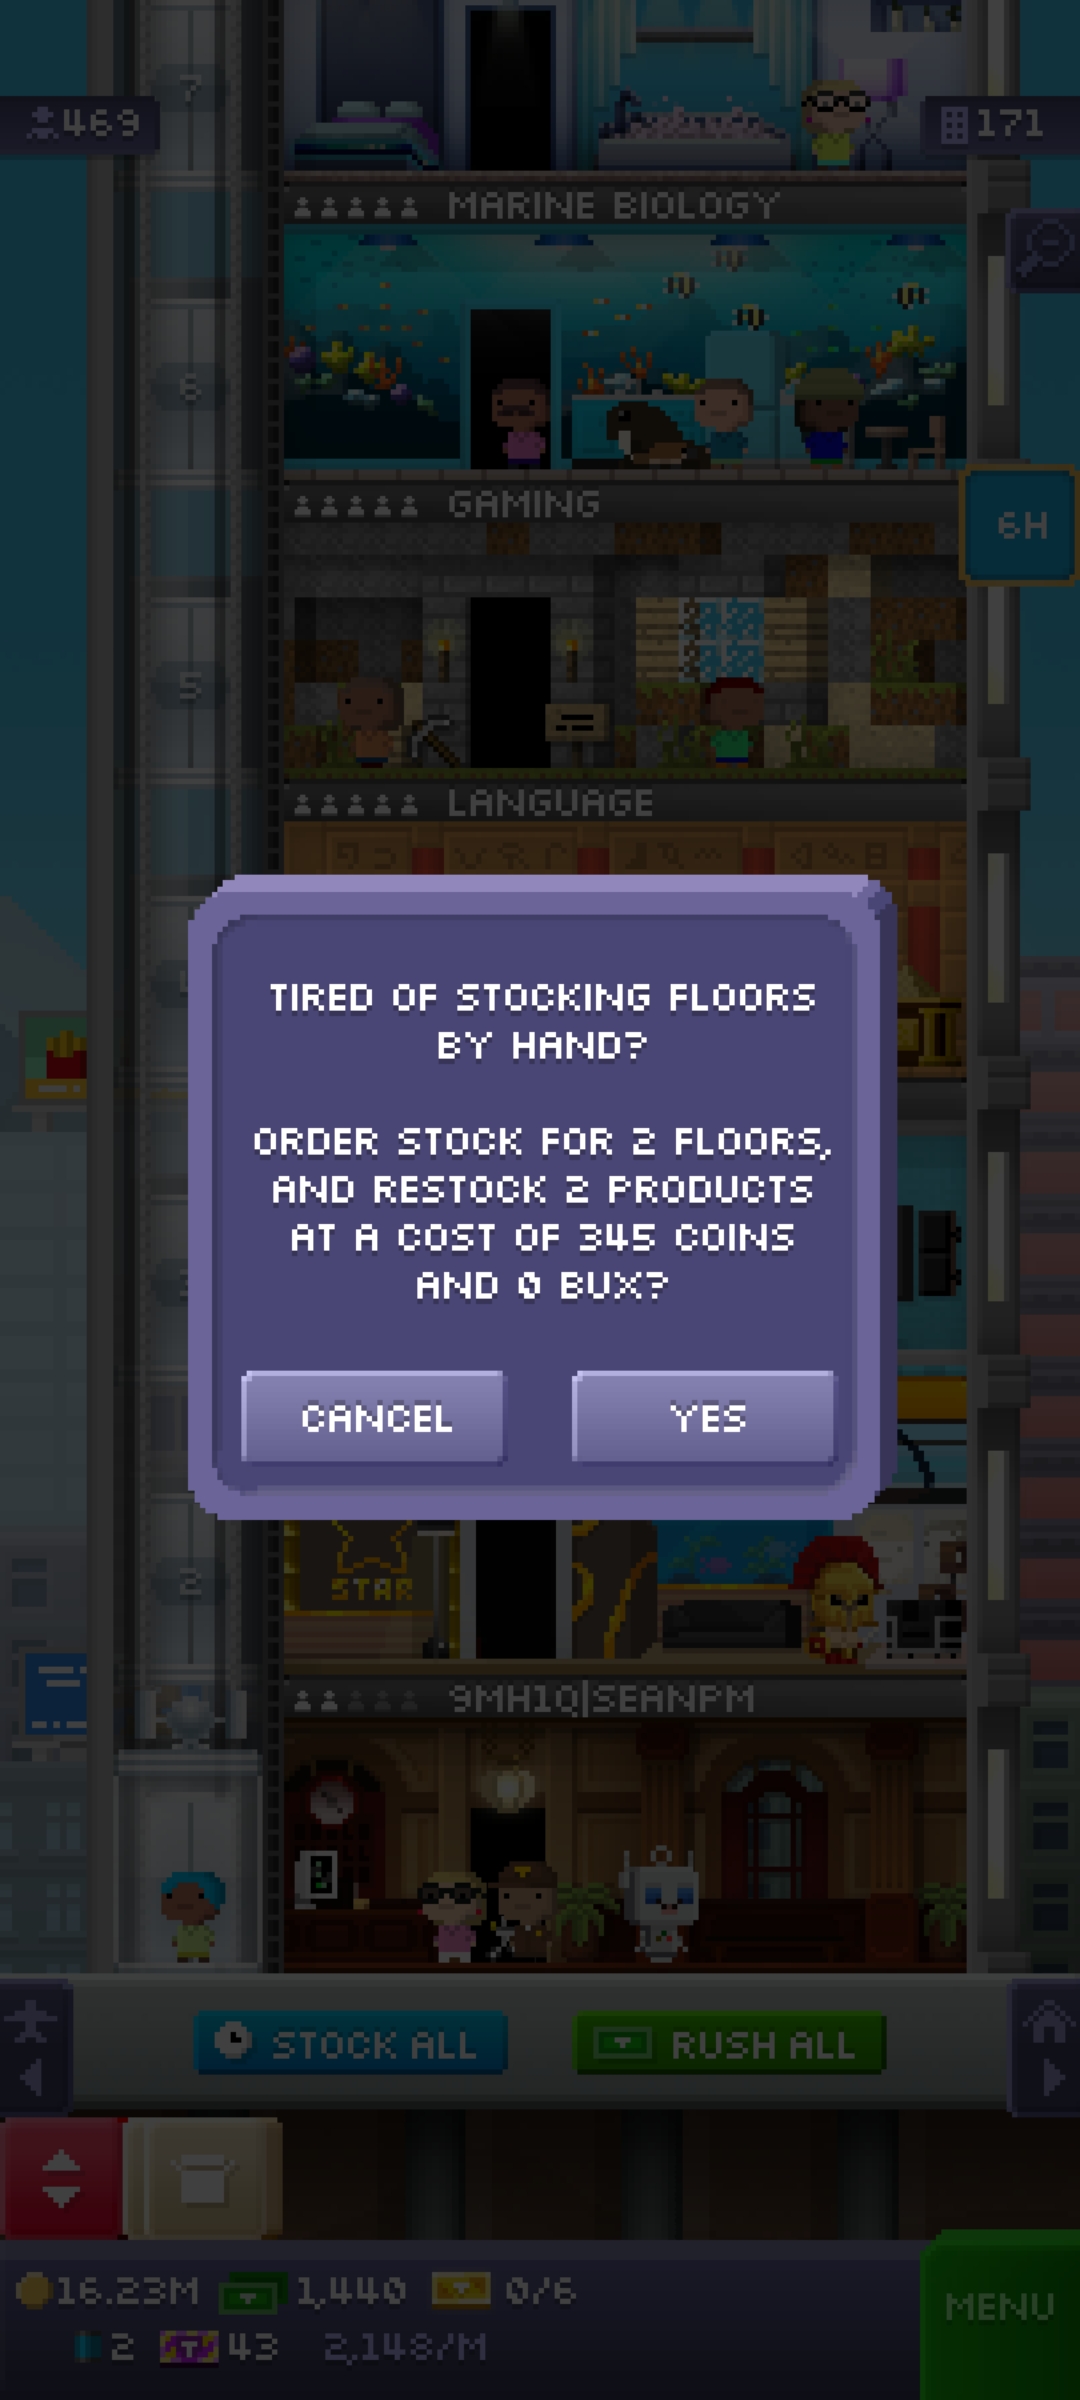 7
469
171
MARINE BIOLOGY
6
GAMING
6H
5
LANGUAGE
TIRED OF STOCKING FLOORS
BY HAND?
ORDER STOCK FOR 2 FLOORS,
AND RESTOCK 2 PRODUCTS
AT A COST OF 345 COINS
AND 0 BUX?
CANCEL
YES
STAR
2
9MH1Q|SEANPM
STOCK ALL
RUSH ALL
16.23M
1,440
0/6
MENU
2
43
2,148/M